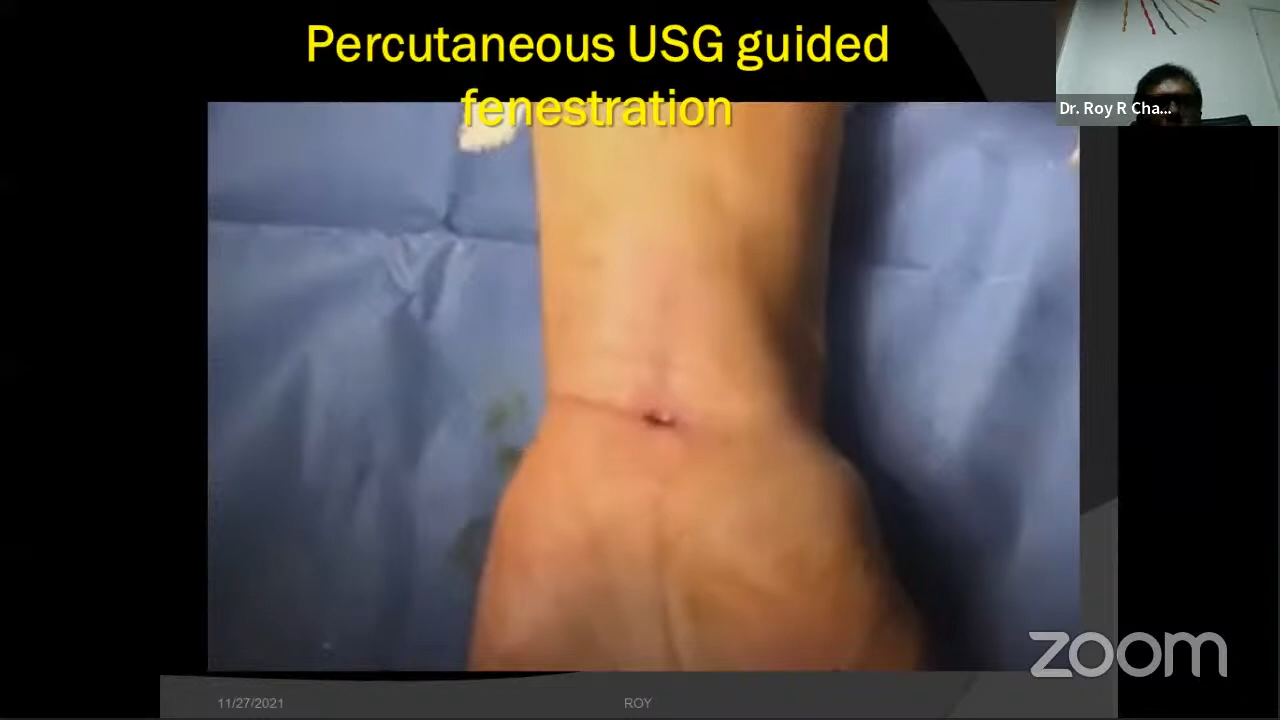 Percutaneous USG guided
fenestration
Dr. Roy R Cha...
11/27/2021
ROY
zoom